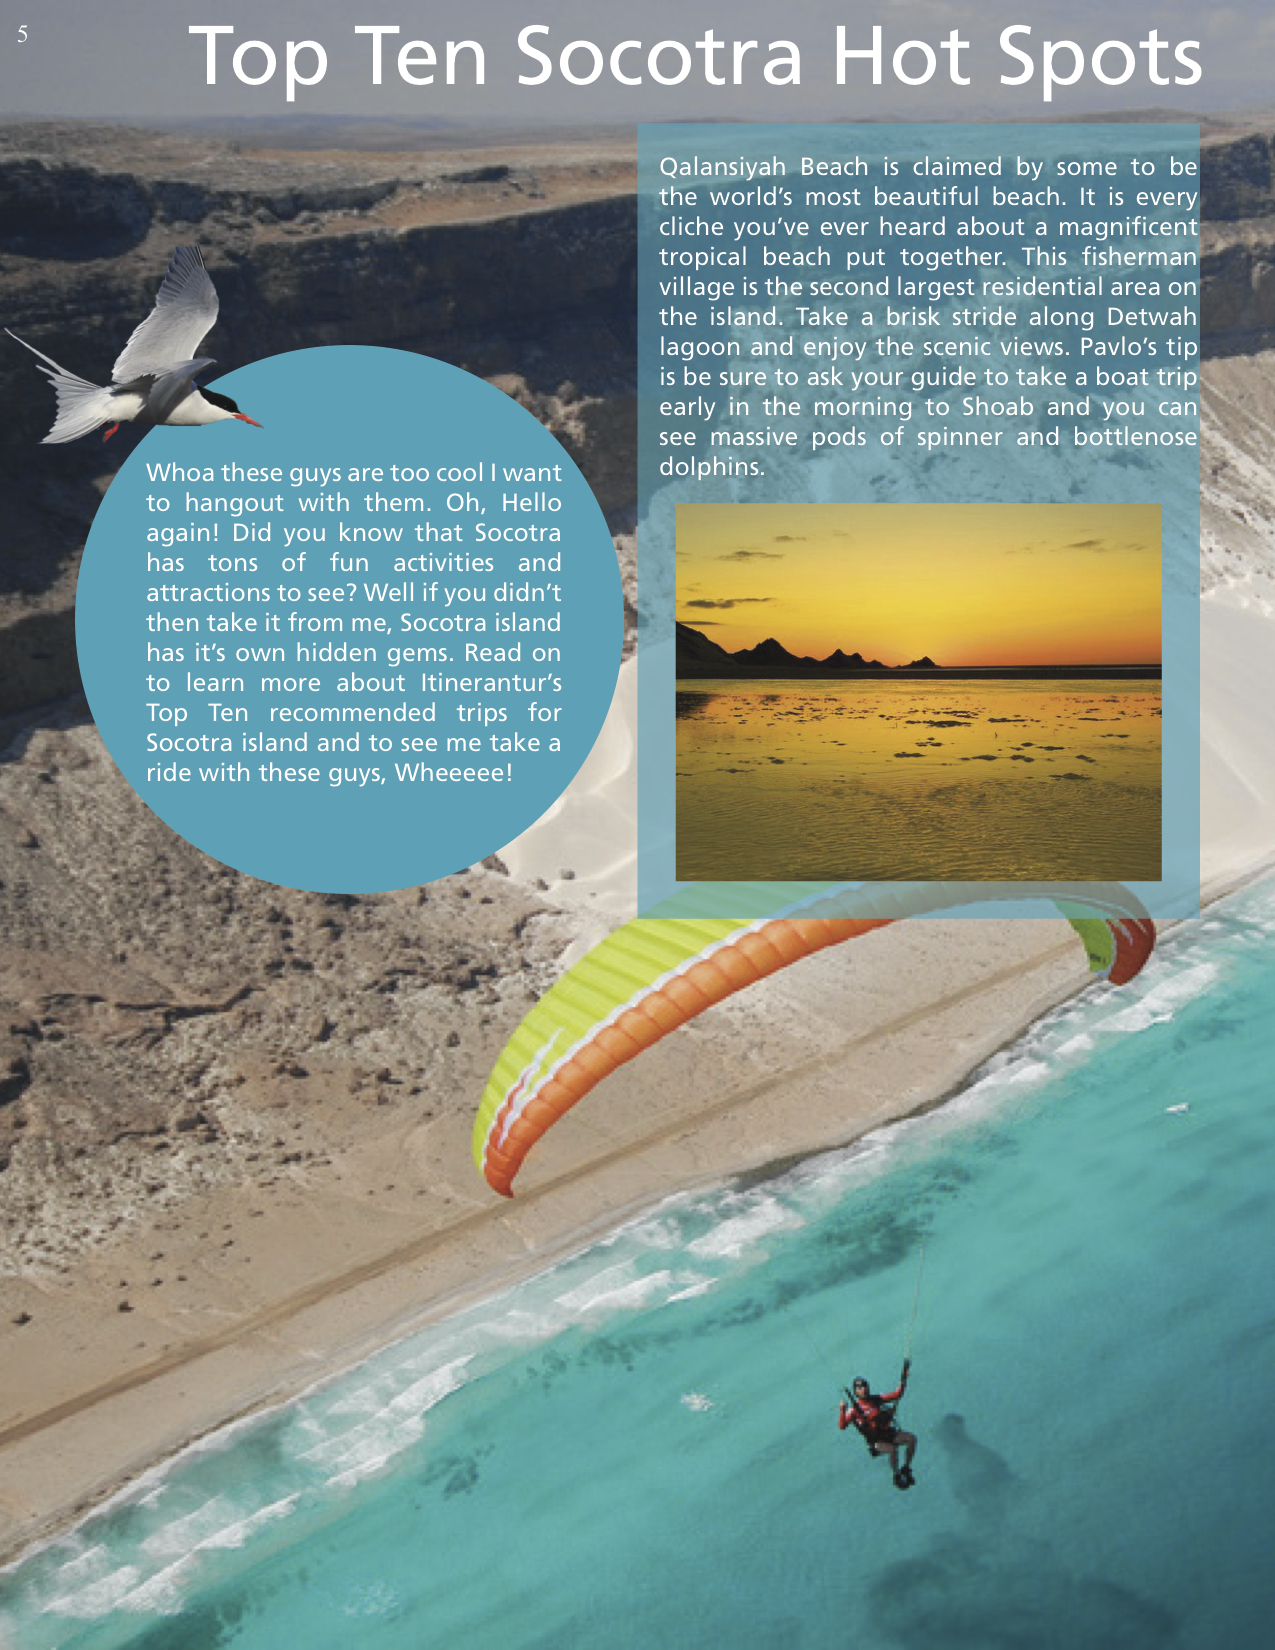 5
Top Ten Socotra Hot Spots
Qalansiyah Beach is claimed by some to be
the world's most beautiful beach. It is every
cliche you've ever heard about a magnificent
tropical beach put together. This fisherman
village is the second largest residential area on
the island. Take a brisk stride along Detwah
lagoon and enjoy the scenic views. Pavlo's tip
is be sure to ask your guide to take a boat trip
early in the morning to Shoab and you can
see massive pods of spinner and bottlenose
dolphins.
Whoa these guys are too cool I want
to hangout with them. Oh, Hello
again! Did you know that Socotra
has tons of fun activities and
attractions to see? Well if you didn't
then take it from me, Socotra island
has it's own hidden gems. Read on
to learn more about Itinerantur's
Top Ten recommended trips for
Socotra island and to see me take a
ride with these guys, Wheeeee!